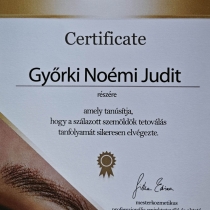 Certificate
Győrki Noémi Judit
részére
amely tanúsítja,
hogy a szálazott szemöldök tetoválás
tanfolyamát sikeresen elvégezte.
mesterkozmetikus